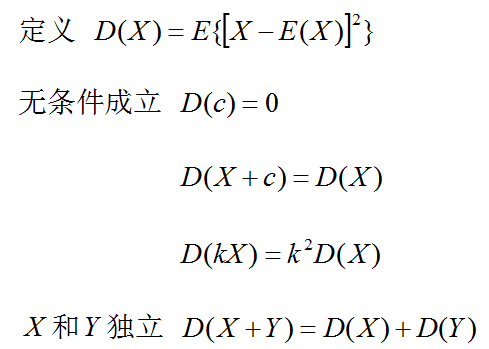 定义 D(X) = E{[X − E(X)]²}
无条件成立 D(c) = 0
D(X + c) = D(X)
D(kX) = k²D(X)
X 和 Y 独立 D(X + Y) = D(X) + D(Y)